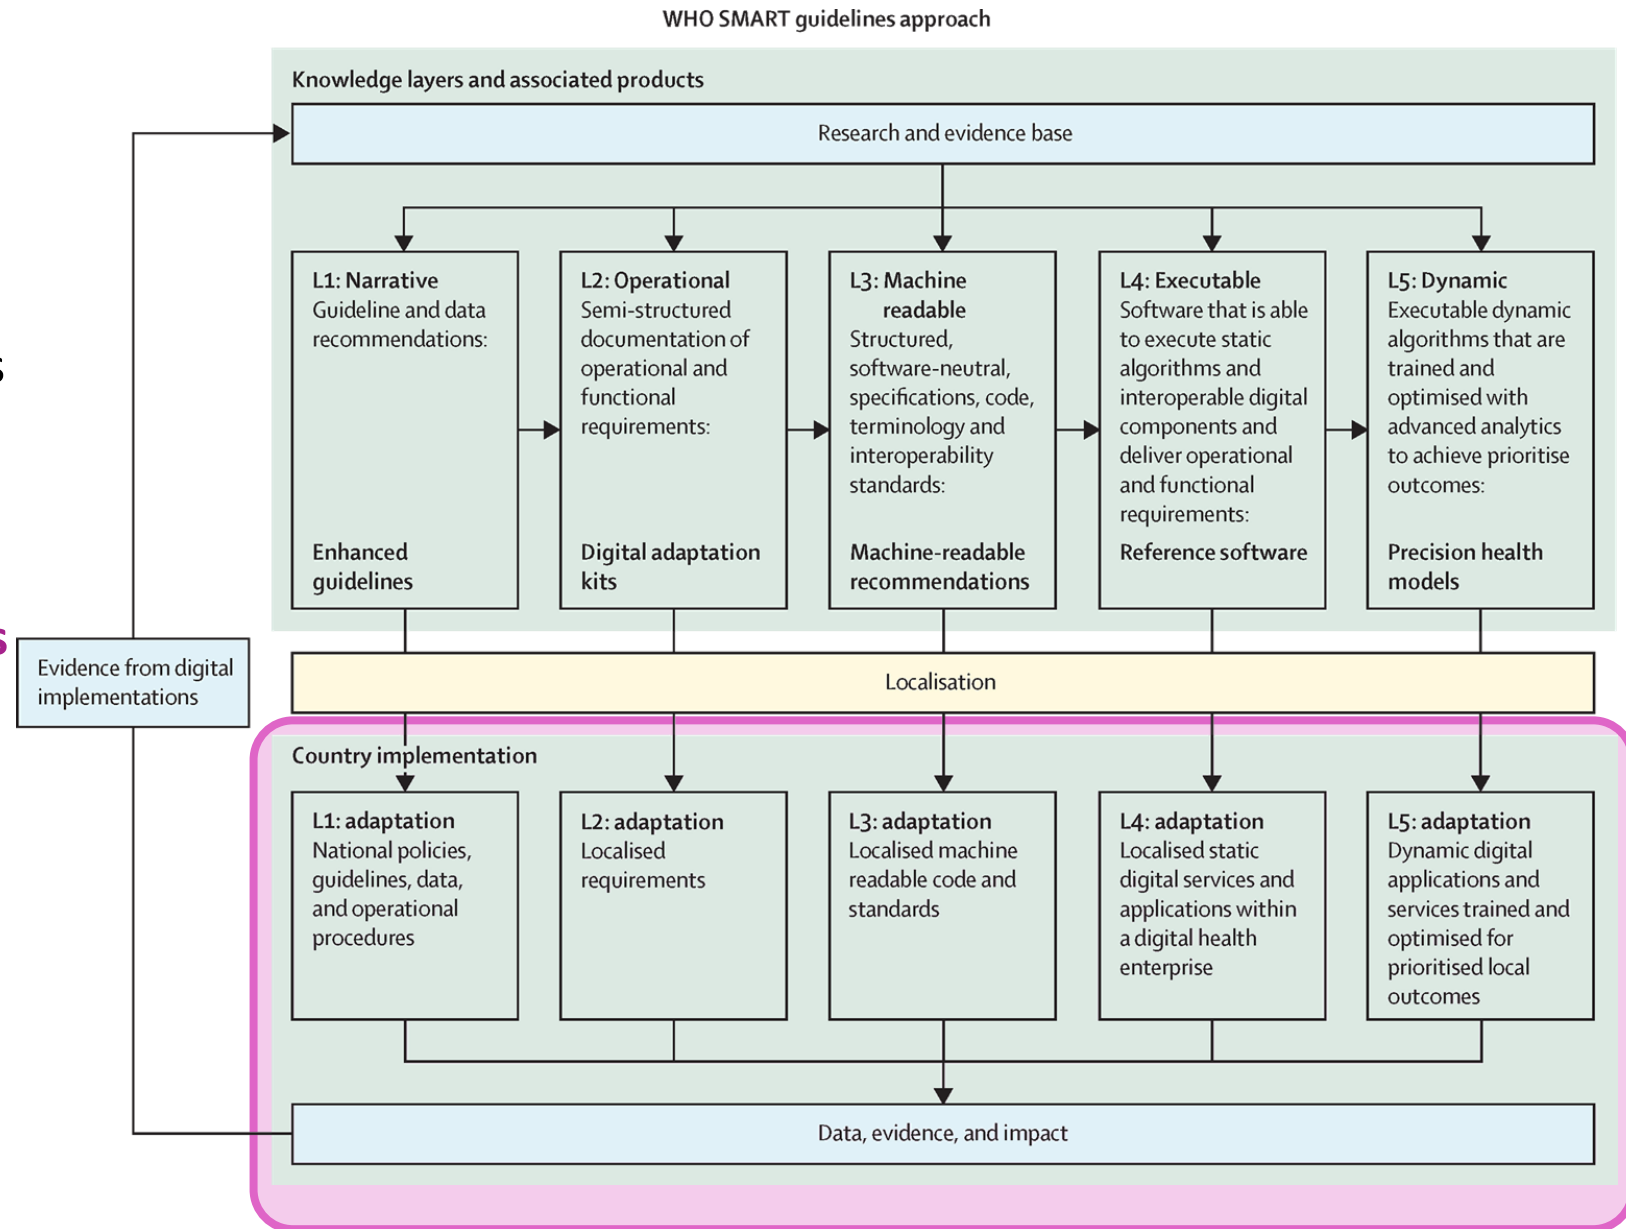 WHO SMART guidelines approach
Knowledge layers and associated products
Research and evidence base
L1: Narrative
Guideline and data
recommendations:
Enhanced
guidelines
L2: Operational
Semi-structured
documentation of
operational and
functional
requirements:
Digital adaptation
kits
L3: Machine
readable
Structured,
software-neutral,
specifications, code,
terminology and
interoperability
standards:
Machine-readable
recommendations
L4: Executable
Software that is able
to execute static
algorithms and
interoperable digital
components and
deliver operational
and functional
requirements:
Reference software
L5: Dynamic
Executable dynamic
algorithms that are
trained and
optimised with
advanced analytics
to achieve prioritise
outcomes:
Precision health
models
s
s
Evidence from digital
implementations
Localisation
Country implementation
L1: adaptation
National policies,
guidelines, data,
and operational
procedures
L2: adaptation
Localised
requirements
L3: adaptation
Localised machine
readable code and
standards
L4: adaptation
Localised static
digital services and
applications within
a digital health
enterprise
L5: adaptation
Dynamic digital
applications and
services trained and
optimised for
prioritised local
outcomes
Data, evidence, and impact